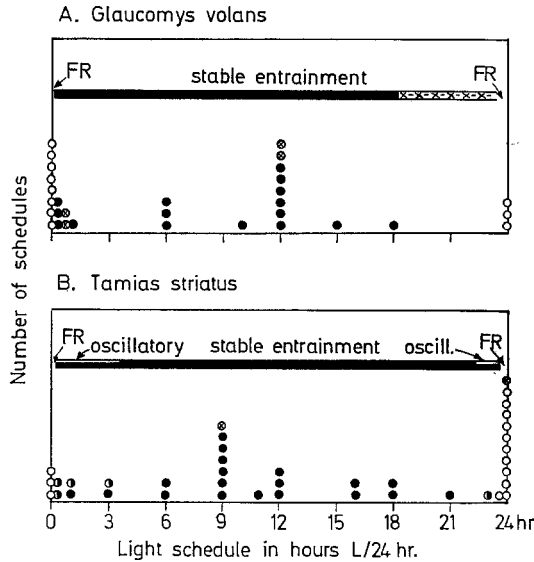 A. Glaucomys volans
FR
stable entrainment
FR
B. Tamias striatus
FR
oscillatory
stable entrainment
oscill.
FR
Number of schedules
0 3 6 9 12 15 18 21 24 hr
Light schedule in hours L/24 hr.